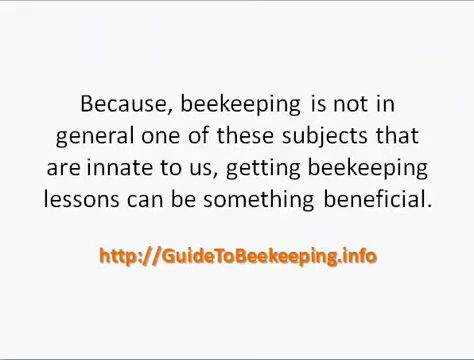 Because, beekeeping is not in
general one of these subjects that
are innate to us, getting beekeeping
lessons can be something beneficial.
http://GuideToBeekeeping.info